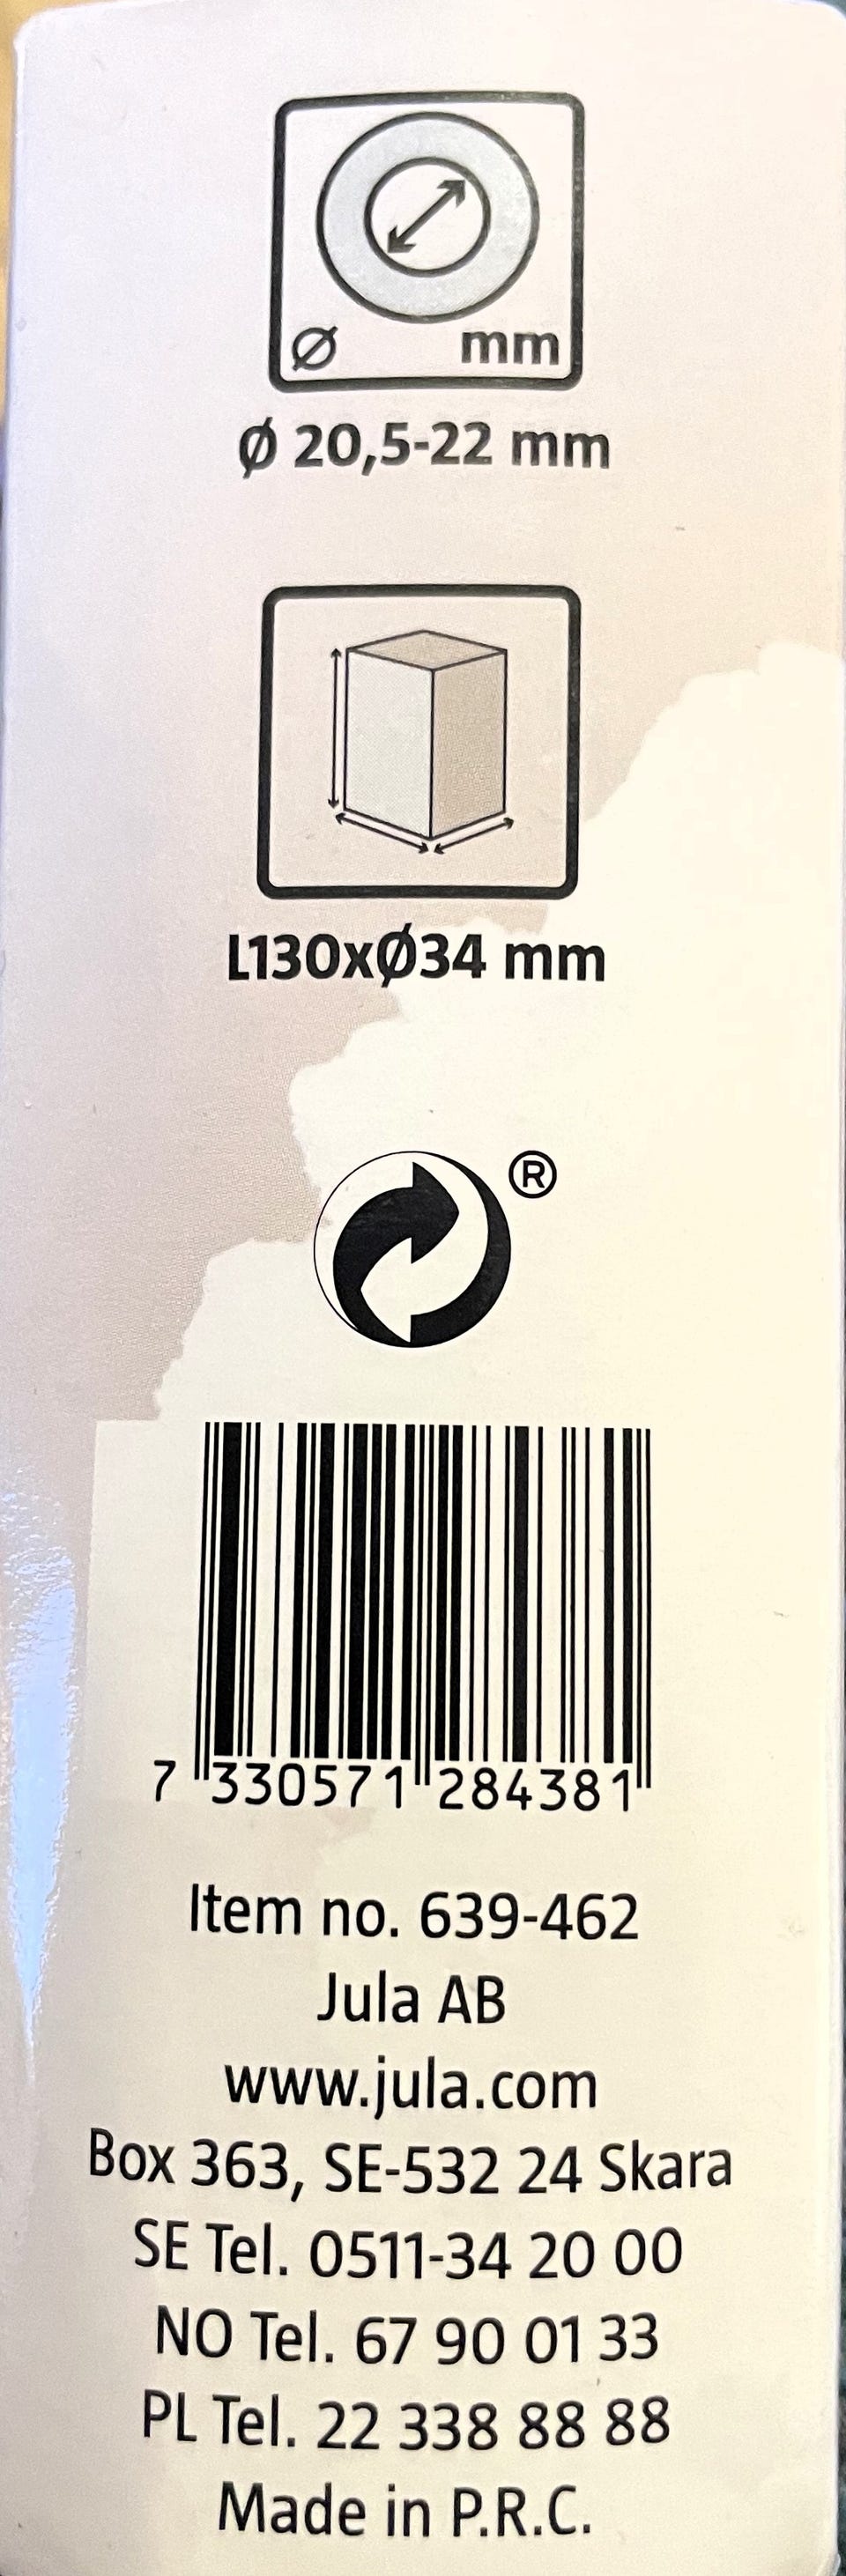 Ø mm
Ø 20,5-22 mm
L130xØ34 mm
®
7 330571 284381
Item no. 639-462
Jula AB
www.jula.com
Box 363, SE-532 24 Skara
SE Tel. 0511-34 20 00
NO Tel. 67 90 01 33
PL Tel. 22 338 88 88
Made in P.R.C.